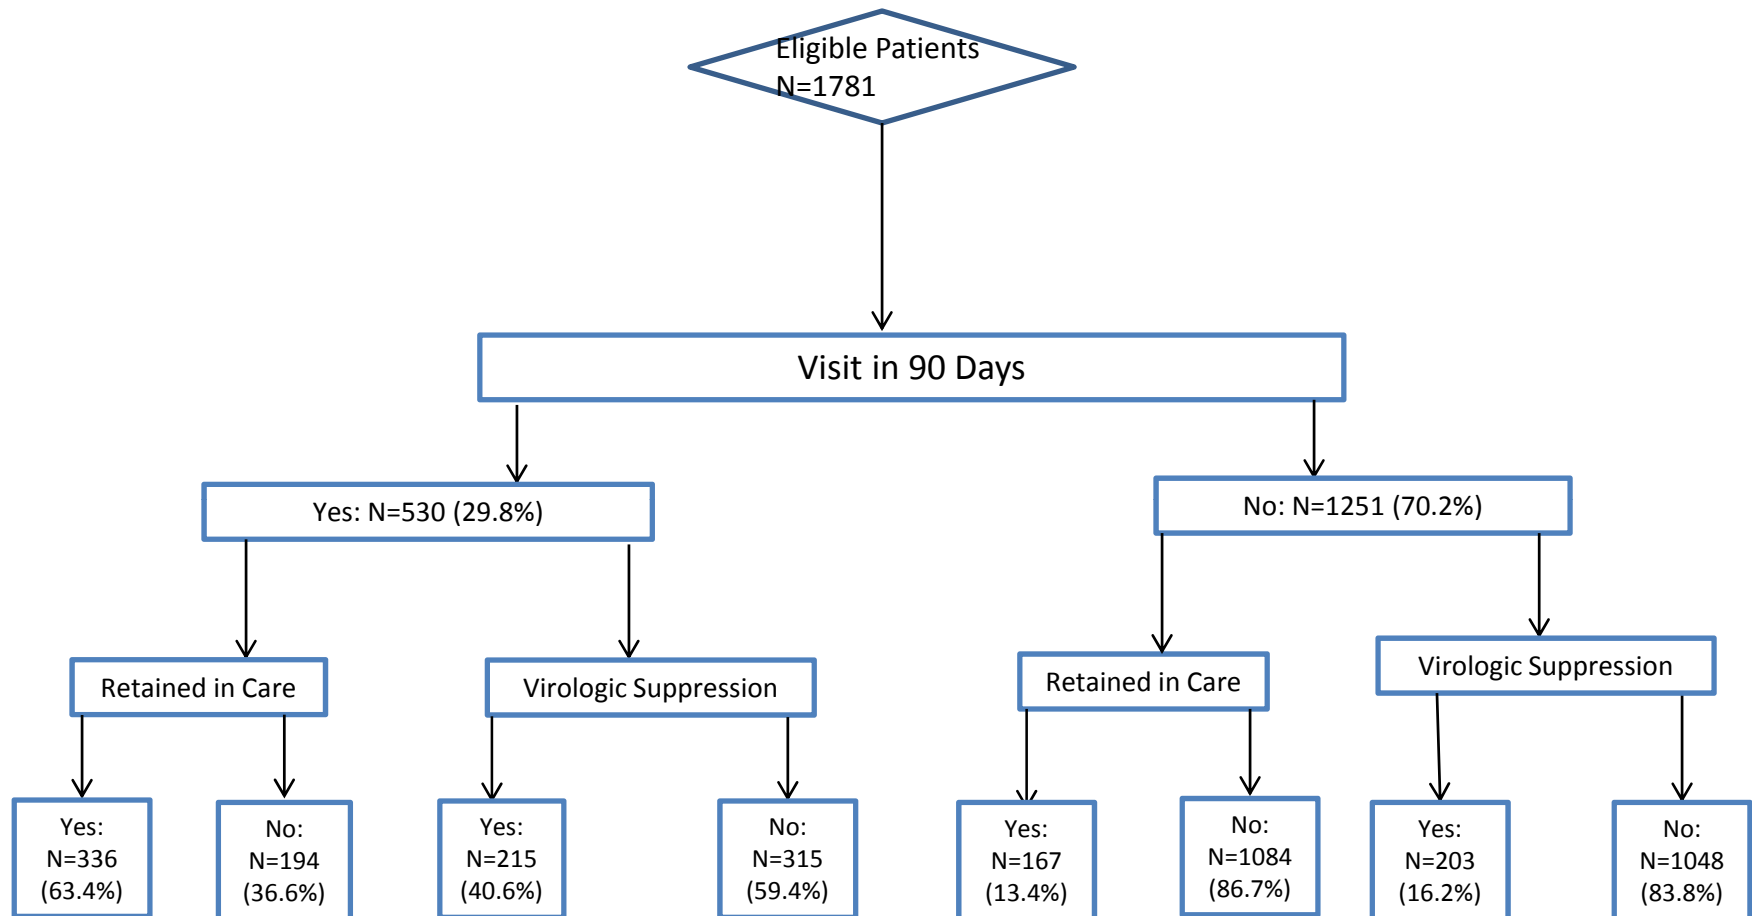 Eligible Patients
N=1781
Visit in 90 Days
Yes: N=530 (29.8%)
No: N=1251 (70.2%)
Retained in Care
Virologic Suppression
Retained in Care
Virologic Suppression
Yes:
N=336
(63.4%)
No:
N=194
(36.6%)
Yes:
N=215
(40.6%)
No:
N=315
(59.4%)
Yes:
N=167
(13.4%)
No:
N=1084
(86.7%)
Yes:
N=203
(16.2%)
No:
N=1048
(83.8%)